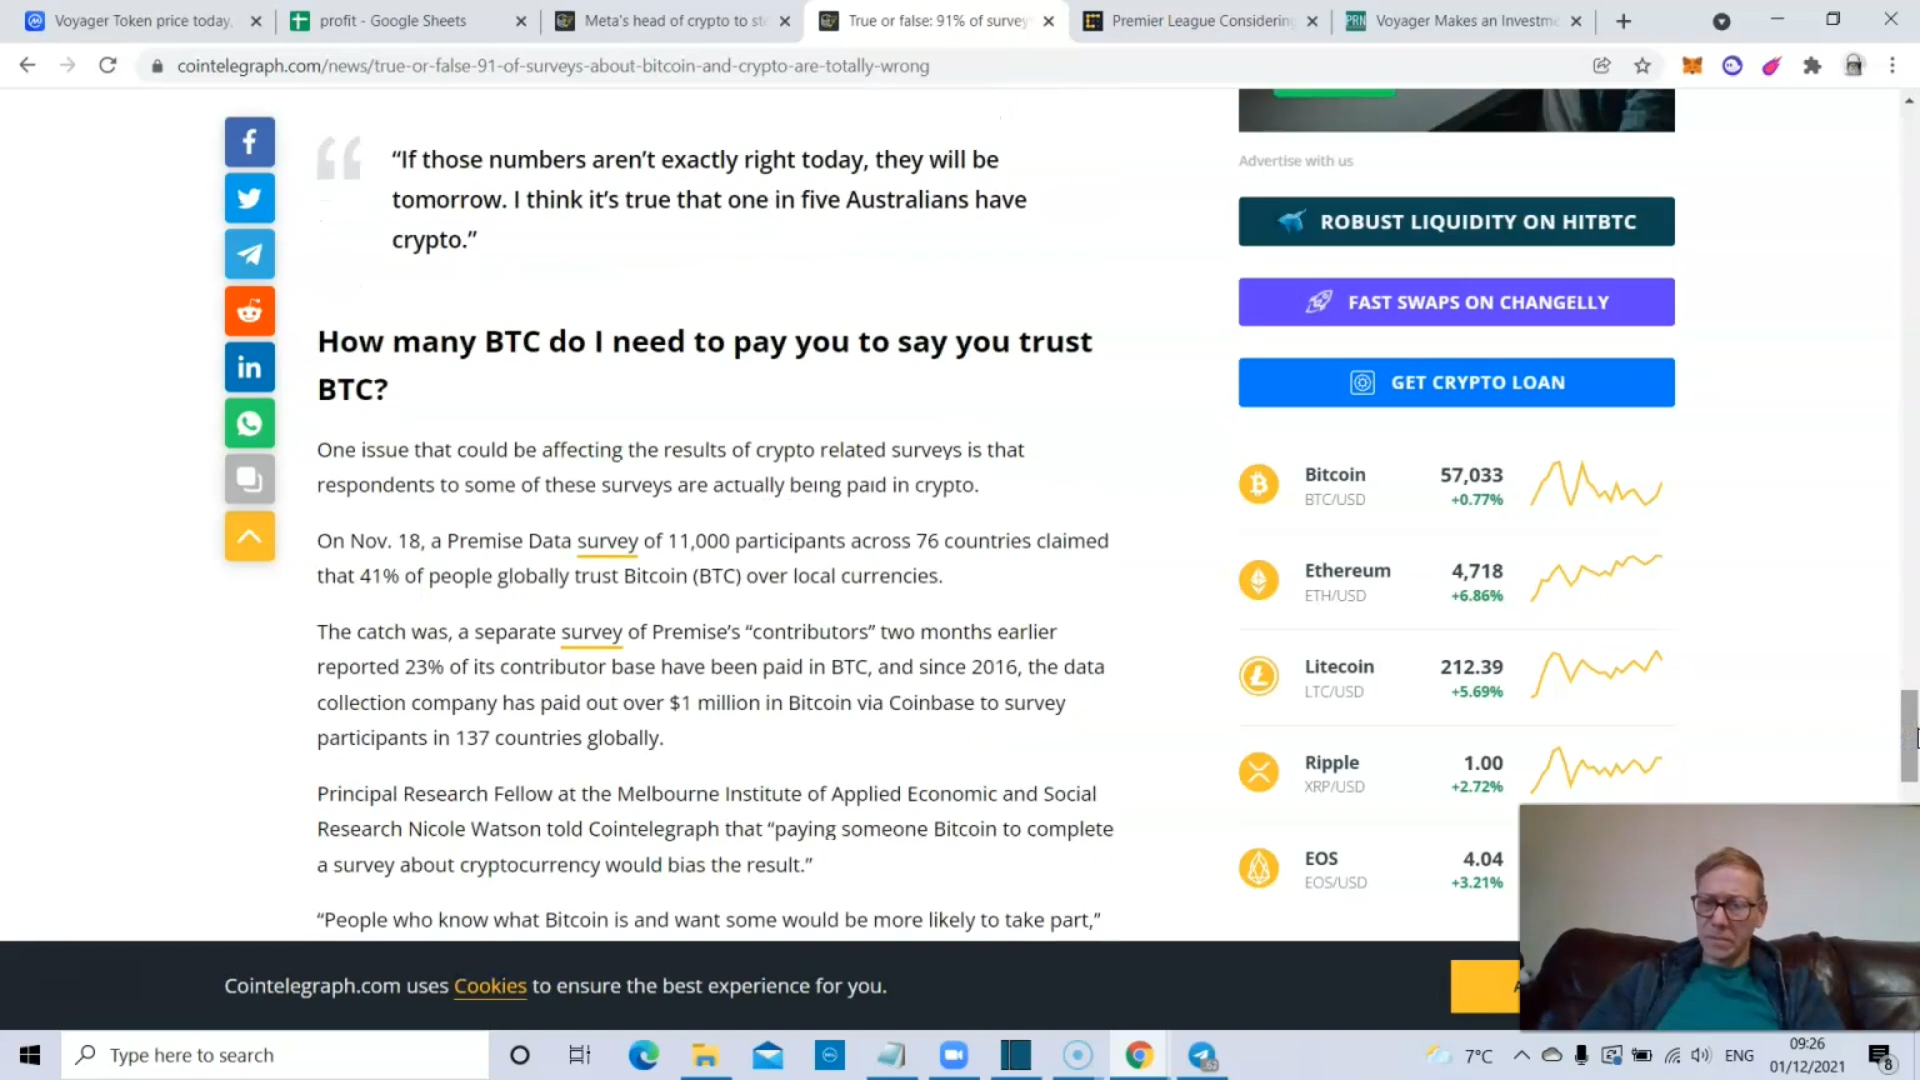 Voyager Token price today,
profit - Google Sheets
Meta's head of crypto to ste
True or false: 91% of survey
Premier League Considering
PRN Voyager Makes an Investme
cointelegraph.com/news/true-or-false-91-of-surveys-about-bitcoin-and-crypto-are-totally-wrong
“If those numbers aren’t exactly right today, they will be
tomorrow. I think it’s true that one in five Australians have
crypto.”
How many BTC do I need to pay you to say you trust
BTC?
One issue that could be affecting the results of crypto related surveys is that
respondents to some of these surveys are actually being paid in crypto.
On Nov. 18, a Premise Data survey of 11,000 participants across 76 countries claimed
that 41% of people globally trust Bitcoin (BTC) over local currencies.
The catch was, a separate survey of Premise’s “contributors” two months earlier
reported 23% of its contributor base have been paid in BTC, and since 2016, the data
collection company has paid out over $1 million in Bitcoin via Coinbase to survey
participants in 137 countries globally.
Principal Research Fellow at the Melbourne Institute of Applied Economic and Social
Research Nicole Watson told Cointelegraph that “paying someone Bitcoin to complete
a survey about cryptocurrency would bias the result.”
“People who know what Bitcoin is and want some would be more likely to take part,”
Advertise with us
ROBUST LIQUIDITY ON HITBTC
FAST SWAPS ON CHANGELLY
GET CRYPTO LOAN
Bitcoin 57,033
BTC/USD +0.77%
Ethereum 4,718
ETH/USD +6.86%
Litecoin 212.39
LTC/USD +5.69%
Ripple 1.00
XRP/USD +2.72%
EOS 4.04
EOS/USD +3.21%
Cointelegraph.com uses Cookies to ensure the best experience for you.
Type here to search
7°C
ENG
09:26
01/12/2021
8